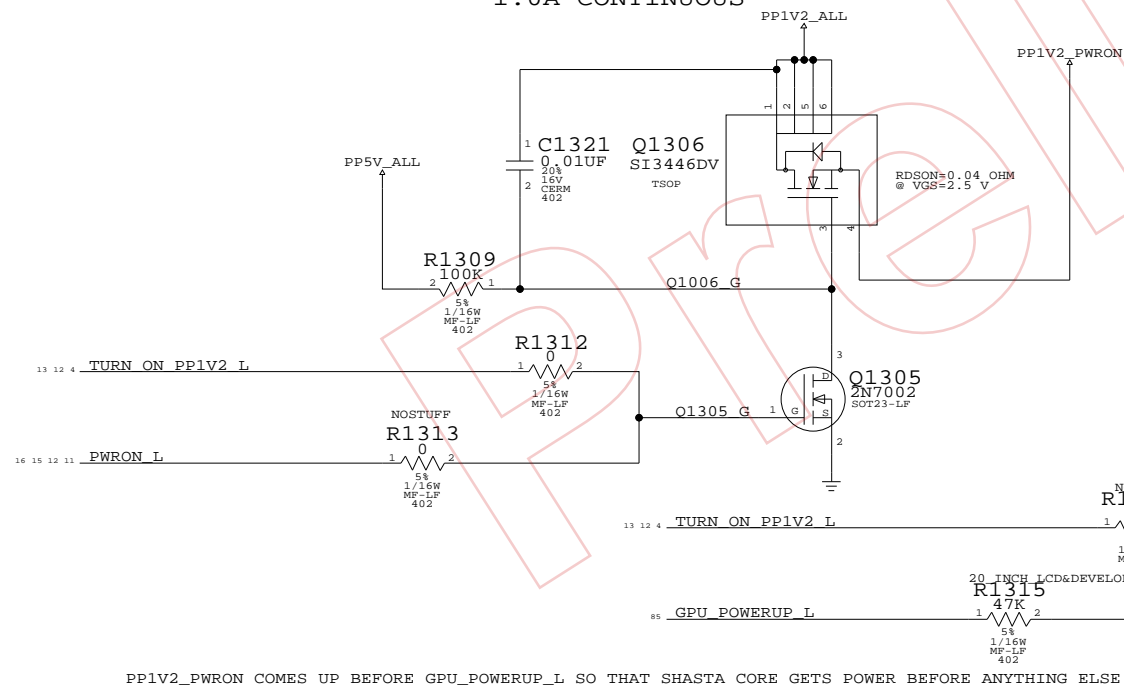 1.0A CONTINUOUS
PP1V2_ALL
PP1V2_PWRON
1
2
5
6
1
C1321
0.01UF
20%
16V
CERM
402
2
Q1306
SI3446DV
TSOP
RDSON=0.04 OHM
@ VGS=2.5 V
3
4
PP5V_ALL
R1309
100K
2
1
5%
1/16W
MF-LF
402
Q1006_G
R1312
0
13 12 4 TURN_ON_PP1V2_L
1
2
5%
1/16W
MF-LF
402
3
D
Q1305
2N7002
SOT23-LF
Q1305_G
1
G
S
2
NOSTUFF
R1313
0
16 15 12 11 PWRON_L
1
2
5%
1/16W
MF-LF
402
13 12 4 TURN_ON_PP1V2_L
1
20_INCH_LCD&DEVELO
R1315
47K
85 GPU_POWERUP_L
1
2
5%
1/16W
MF-LF
402
PP1V2_PWRON COMES UP BEFORE GPU_POWERUP_L SO THAT SHASTA CORE GETS POWER BEFORE ANYTHING ELSE